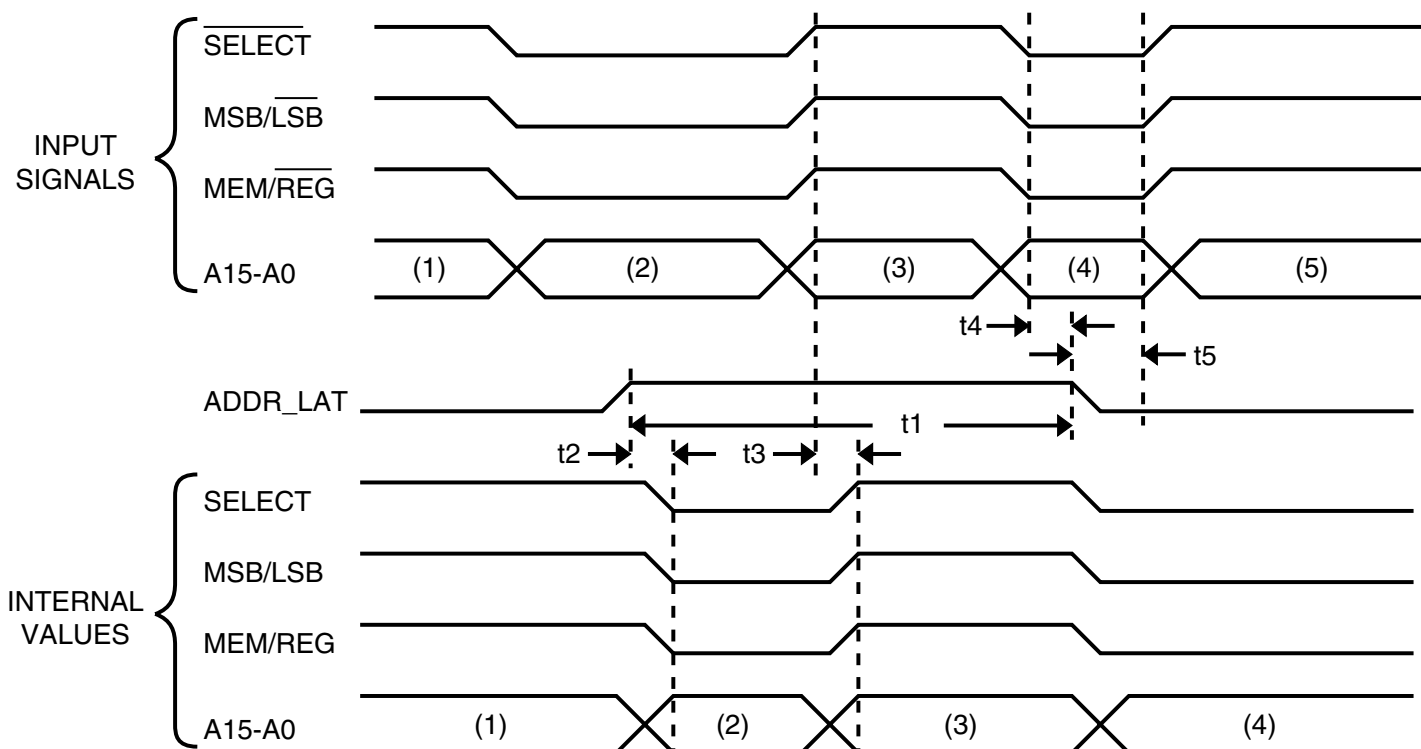 INPUT
SIGNALS
SELECT
MSB/LSB
MEM/REG
A15-A0
(1) (2) (3) (4) (5)
t4
t5
ADDR_LAT
t1
t2 t3
INTERNAL
VALUES
SELECT
MSB/LSB
MEM/REG
A15-A0
(1) (2) (3) (4)